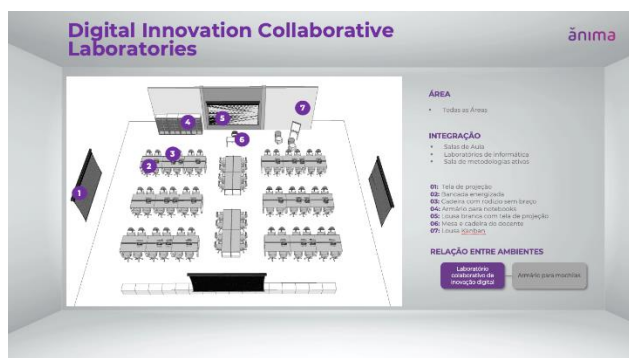 Digital Innovation Collaborative
Laboratories
ănıma
ÁREA
• Todas as Áreas
INTEGRAÇÃO
• Salas de Aula
• Laboratórios de Informática
• Sala de metodologias ativas
01: Tela de projeção
02: Bancada energizada
03: Cadeira com rodízio sem braço
04: Armário para notebooks
05: Lousa branca com tela de projeção
06: Mesa e cadeira do docente
07: Lousa Kanban
RELAÇÃO ENTRE AMBIENTES
Laboratório
colaborativo de
inovação digital
Armário para mochilas
4
5
7
6
3
2
1